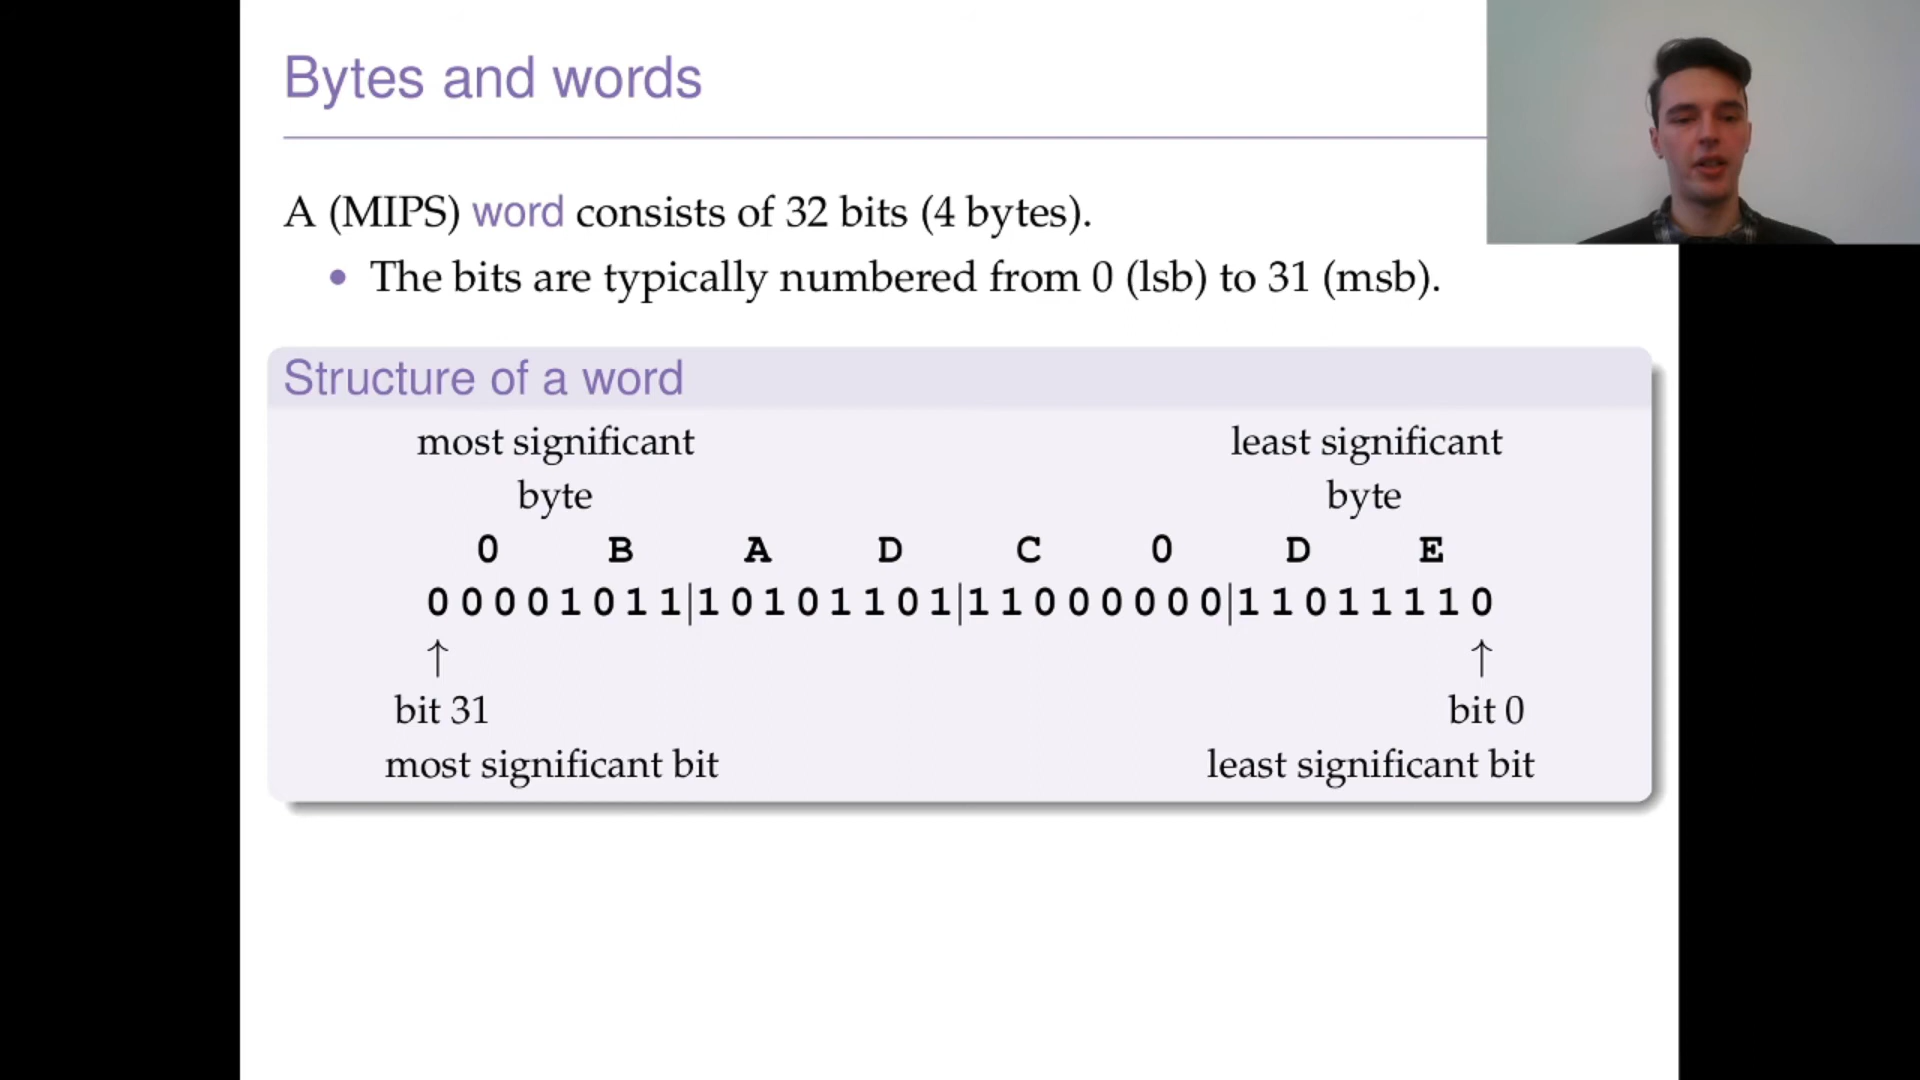 Bytes and words
A (MIPS) word consists of 32 bits (4 bytes).
• The bits are typically numbered from 0 (lsb) to 31 (msb).
Structure of a word
most significant least significant
byte byte
0 B A D C 0 D E
0 0 0 0 1 0 1 1|1 0 1 0 1 1 0 1|1 1 0 0 0 0 0 0|1 1 0 1 1 1 1 0
↑ ↑
bit 31 bit 0
most significant bit least significant bit